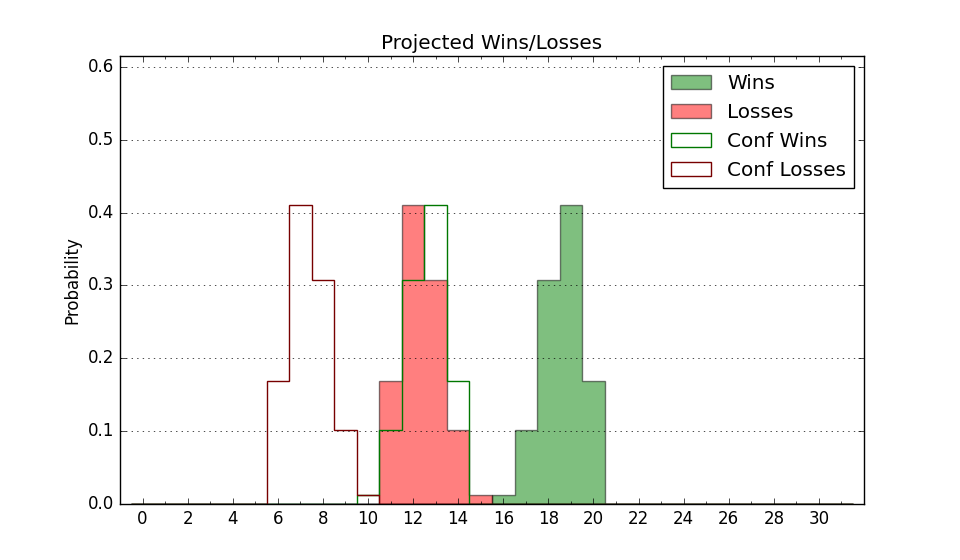 Projected Wins/Losses
Wins
Losses
Conf Wins
Conf Losses
Probability
0.6
0.5
0.4
0.3
0.2
0.1
0.0
0 2 4 6 8 10 12 14 16 18 20 22 24 26 28 30